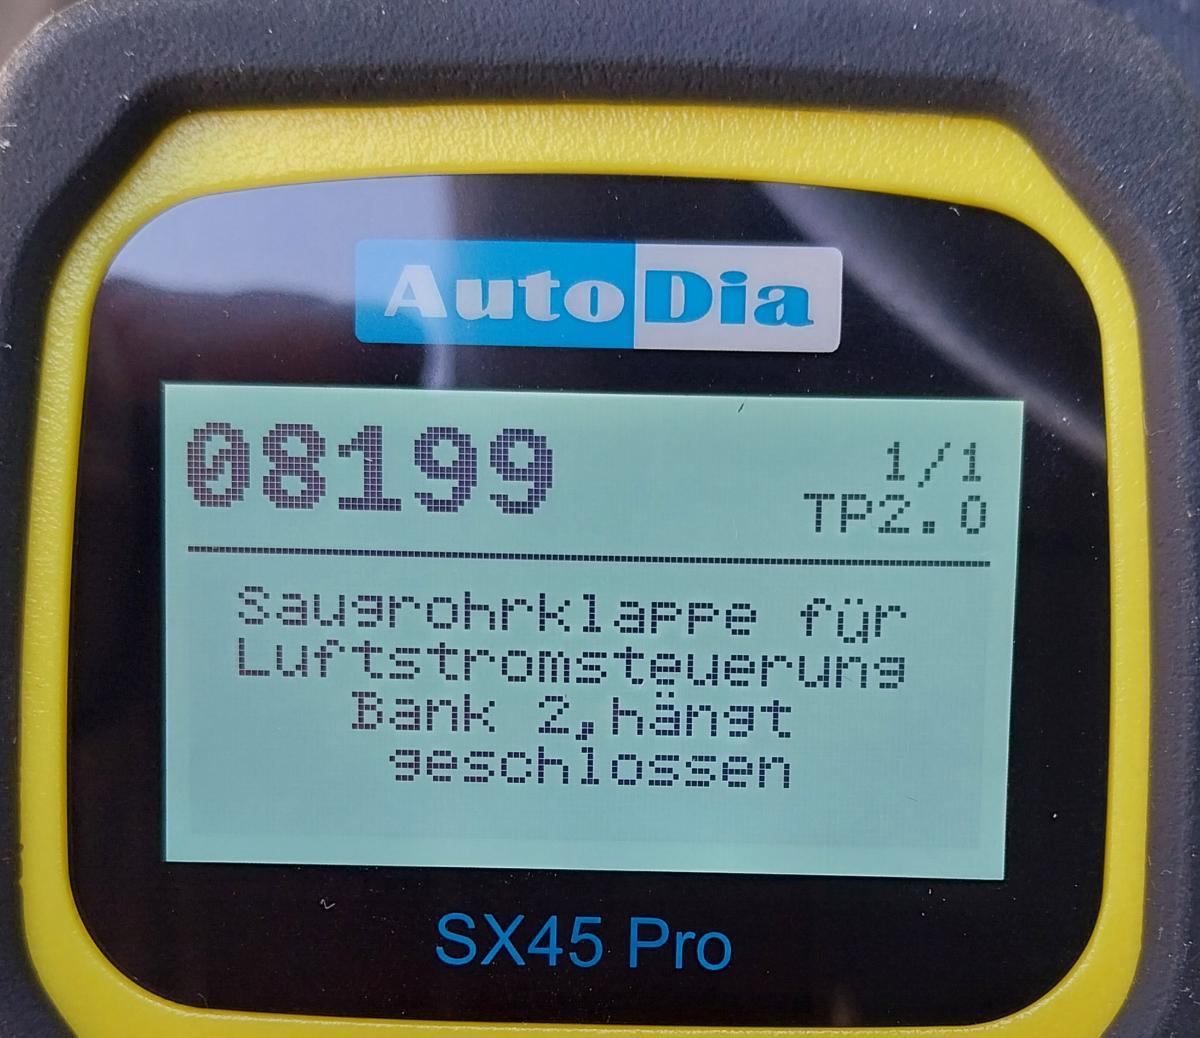 AutoDia
08199
1/1
TP2.0
Saugrohrklappe für
Luftstromsteuerung
Bank 2,hängt
geschlossen
SX45 Pro